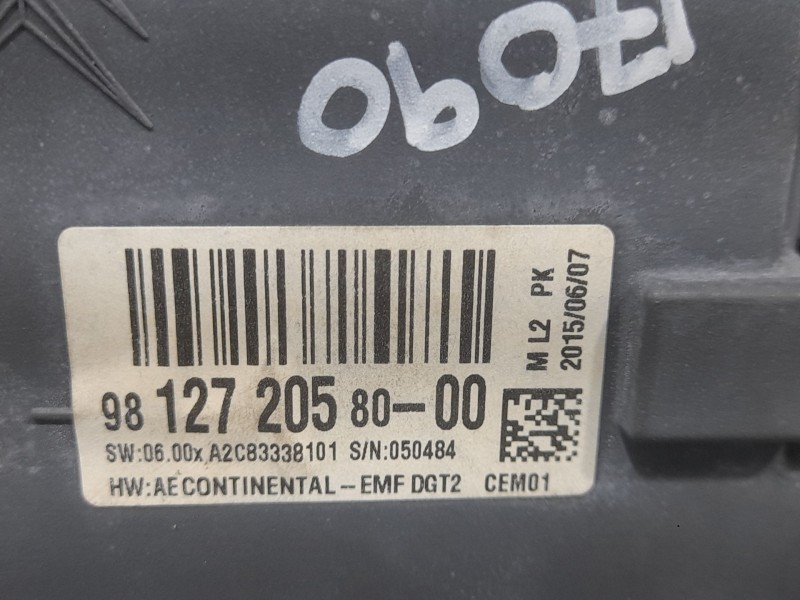 17090
98 127 205 80-00
SW:06.00x A2C83338101 S/N:050484
HW:AECONTINENTAL--EMF DGT2 CEM01
M L2 PK
2015/06/07